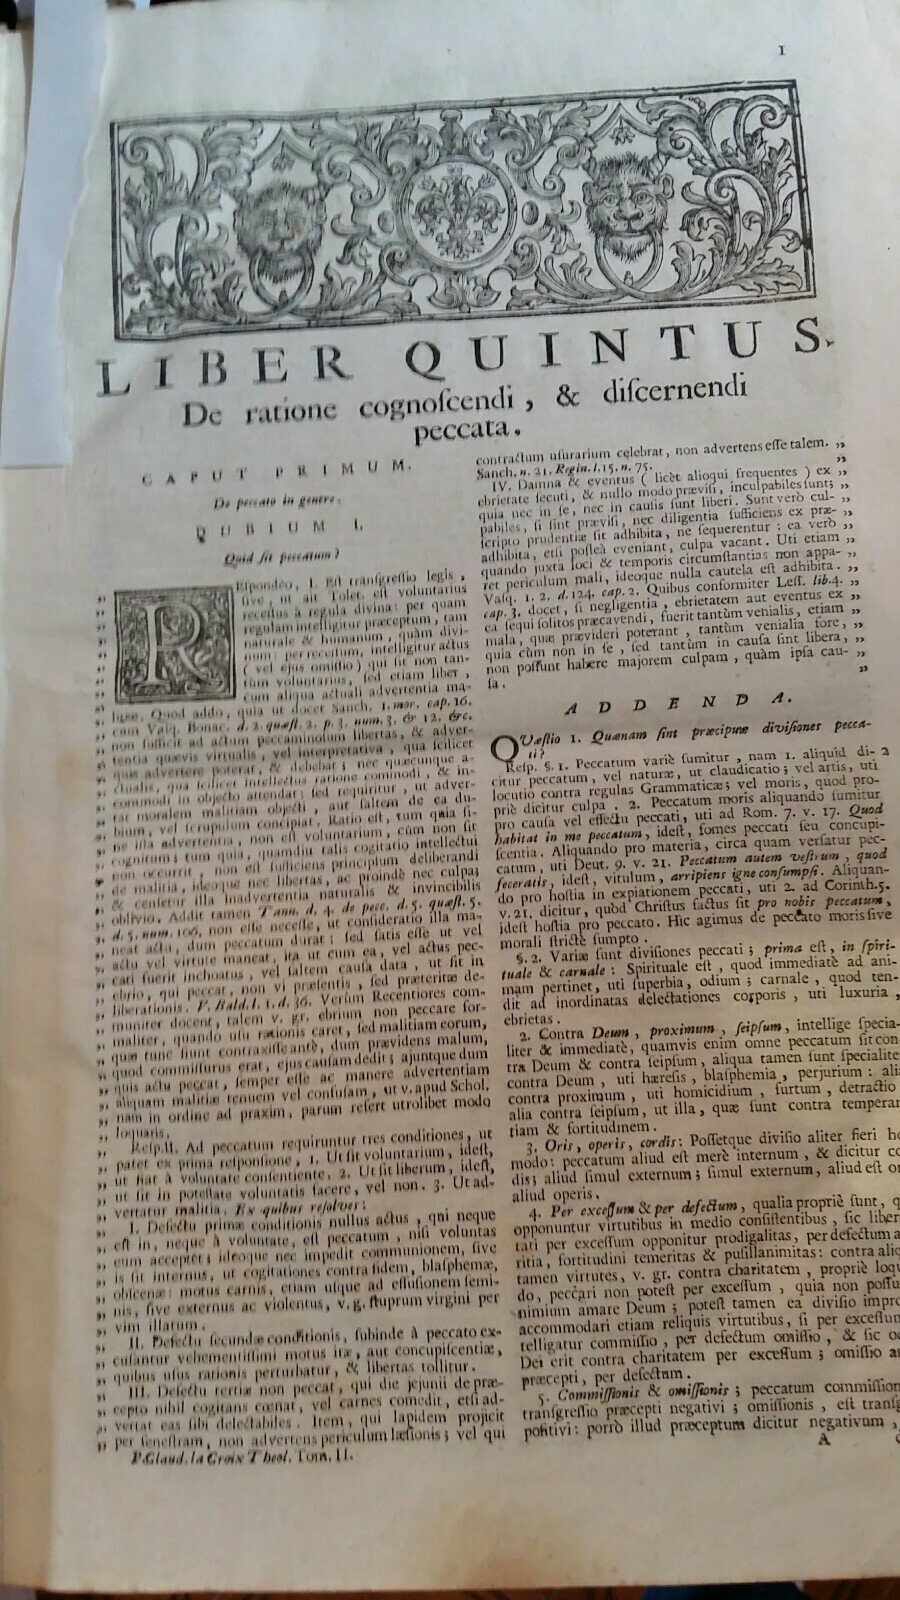 1
LIBER QUINTUS.
De ratione cognoſcendi, & diſcernendi
peccata.
CAPUT PRIMUM.
De peccato in genere.
DUBIUM I.
Quid ſit peccatum?
REſpondeo, I. Eſt tranſgreſſio legis,
ſive, ut ait Tolet. eſt voluntarius
receſſus à regula divina: per quam
regulam intelligitur præceptum, tam
naturale & humanum, quàm divi-
num: per receſſum, intelligitur actus
(vel ejus omiſſio) qui ſit non tan-
tùm voluntarius, ſed etiam liber,
cum aliqua actuali advertentia ma-
litiæ. Quod addo, quia ut docet Sanch. 1. mor. cap. 16.
cum Vaſq. Bonac. d. 2. quæſt. 2. p. 3. num. 3. & 12. &c.
non ſufficit ad actum peccaminoſum libertas, & adver-
tentia quævis virtualis, vel interpretativa, qua ſcilicet
quis advertere poterat, & debebat; nec quæcunque a-
ctualis, qua ſcilicet intellectus ratione commodi, & in-
commodi in objecto attendat: ſed requiritur, ut adver-
tat moralem malitiam objecti, aut ſaltem de ea du-
bium, vel ſcrupulum concipiat. Ratio eſt, tum quia ſi-
ne illa advertentia, non eſt voluntarium, cùm non ſit
cognitum; tum quia, quamdiu talis cogitatio intellectui
non occurrit, non eſt ſufficiens principium deliberandi
de malitia, ideoque nec libertas, ac proindè nec culpa;
& cenſetur illa inadvertentia naturalis & invincibilis
oblivio. Addit tamen Tann. d. 4. de pecc. d. 5. quæſt. 5.
d. 5. num. 106, non eſſe neceſſe, ut conſideratio illa ma-
neat actu, dum peccatum durat; ſed ſatis eſſe ut vel
actu vel virtute maneat, ita ut cum ea, vel actus pec-
cati fuerit inchoatus, vel ſaltem cauſa data, ut fit in
ebrio, qui peccat, non vi præſentis, ſed præteritæ de-
liberationis. V. Bald. l. 1. d. 36. Verùm Recentiores com-
muniter docent, talem v. gr. ebrium non peccare for-
maliter, quando uſu rationis caret, ſed malitiam eorum,
quæ tunc fiunt contraxiſſe antè, dum prævidens malum,
quod commiſſurus erat, ejus cauſam dedit; ajuntque dum
quis actu peccat, ſemper eſſe ac manere advertentiam
aliquam malitiæ tenuem vel confuſam, ut v. apud Schol.
nam in ordine ad praxim, parum refert utrolibet modo
loquaris.
Reſp. II. Ad peccatum requiruntur tres conditiones, ut
patet ex prima reſponſione, 1. Ut ſit voluntarium, ideſt,
ut fiat à voluntate conſentiente. 2. Ut ſit liberum, ideſt,
ut ſit in poteſtate voluntatis facere, vel non. 3. Ut ad-
vertatur malitia. Ex quibus reſolves:
I. Defectu primæ conditionis nullus actus, qui neque
eſt in, neque à voluntate, eſt peccatum, niſi voluntas
eum acceptet; ideoque nec impedit communionem, ſive
is ſit internus, ut cogitationes contra fidem, blaſphemæ,
obſcenæ: motus carnis, etiam uſque ad effuſionem ſemi-
nis, ſive externus ac violentus, v. g. ſtuprum virgini per
vim illatum.
II. Defectu ſecundæ conditionis, ſubinde à peccato ex-
cuſantur vehementiſſimi motus iræ, aut concupiſcentiæ,
quibus uſus rationis perturbatur, & libertas tollitur.
III. Defectu tertiæ non peccat, qui die jejunii de præ-
cepto nihil cogitans cœnat, vel carnes comedit, etſi ad-
vertat eas ſibi delectabiles. Item, qui lapidem projicit
per feneſtram, non advertens periculum læſionis; vel qui
P. Claud. la Croix Theol. Tom. II.
contractum uſurarium celebrat, non advertens eſſe talem. ,,
Sanch. n. 21. Regin. l. 15. n. 75. ,,
IV. Damna & eventus (licèt alioqui frequentes) ex ,,
ebrietate ſecuti, & nullo modo præviſi, inculpabiles ſunt; ,,
quia nec in ſe, nec in cauſis ſunt liberi. Sunt verò cul- ,,
pabiles, ſi ſint præviſi, nec diligentia ſufficiens ex præ- ,,
ſcripto prudentiæ ſit adhibita, ne ſequerentur: ea verò ,,
adhibita, etſi poſteà eveniant, culpa vacant. Uti etiam ,,
quando juxta loci & temporis circumſtantias non appa- ,,
ret periculum mali, ideoque nulla cautela eſt adhibita. ,,
Vaſq. 1. 2. d. 124. cap. 2. Quibus conformiter Leſſ. lib. 4. ,,
cap. 3. docet, ſi negligentia, ebrietatem aut eventus ex ,,
ea ſequi ſolitos præcavendi, fuerit tantùm venialis, etiam ,,
mala, quæ prævideri poterant, tantùm venialia fore, ,,
quia cùm non in ſe, ſed tantùm in cauſa ſint libera, ,,
non poſſunt habere majorem culpam, quàm ipſa cau- ,,
ſa. ,,
ADDENDA.
QUæſtio 1. Quænam ſint præcipuæ diviſiones pecca-
ti?
Reſp. §. 1. Peccatum variè ſumitur, nam 1. aliquid di- 2
citur peccatum, vel naturæ, ut claudicatio; vel artis, uti
locutio contra regulas Grammaticæ; vel moris, quod pro-
priè dicitur culpa. 2. Peccatum moris aliquando ſumitur
pro cauſa vel effectu peccati, uti ad Rom. 7. v. 17. Quod
habitat in me peccatum, ideſt, fomes peccati ſeu concupi-
ſcentia. Aliquando pro materia, circa quam verſatur pec-
catum, uti Deut. 9. v. 21. Peccatum autem veſtrum, quod
feceratis, ideſt, vitulum, arripiens igne conſumpſi. Aliquan-
do pro hoſtia in expiationem peccati, uti 2. ad Corinth. 5.
v. 21. dicitur, quòd Chriſtus factus ſit pro nobis peccatum,
ideſt hoſtia pro peccato. Hic agimus de peccato moris ſive
morali ſtrictè ſumpto.
§. 2. Variæ ſunt diviſiones peccati; prima eſt, in ſpiri-
tuale & carnale: Spirituale eſt, quod immediatè ad ani-
mam pertinet, uti ſuperbia, odium; carnale, quod ten-
dit ad inordinatas delectationes corporis, uti luxuria,
ebrietas.
2. Contra Deum, proximum, ſeipſum, intellige ſpecia-
liter & immediatè, quamvis enim omne peccatum ſit con-
tra Deum & contra ſeipſum, aliqua tamen ſunt ſpecialiter
contra Deum, uti hæreſis, blaſphemia, perjurium: alia
contra proximum, uti homicidium, furtum, detractio
alia contra ſeipſum, ut illa, quæ ſunt contra temperan
tiam & fortitudinem.
3. Oris, operis, cordis: Poſſetque diviſio aliter fieri ho
modo: peccatum aliud eſt merè internum, & dicitur co
dis; aliud ſimul externum; ſimul externum, aliud eſt or
aliud operis.
4. Per exceſſum & per defectum, qualia propriè ſunt, q
opponuntur virtutibus in medio conſiſtentibus, ſic libera
tati per exceſſum opponitur prodigalitas, per defectum a
ritia, fortitudini temeritas & puſillanimitas: contra aliq
tamen virtutes, v. gr. contra charitatem, propriè loqu
do, peccari non poteſt per exceſſum, quia non poſſu
nimium amare Deum; poteſt tamen ea diviſio impro
accommodari etiam reliquis virtutibus, ſi per exceſſum
telligatur commiſſio, per defectum omiſſio, & ſic o
Dei erit contra charitatem per exceſſum; omiſſio a
præcepti, per defectum.
5. Commiſſionis & omiſſionis; peccatum commiſſion
tranſgreſſio præcepti negativi; omiſſionis, eſt tranſg
poſitivi: porrò illud præceptum dicitur negativum,
A